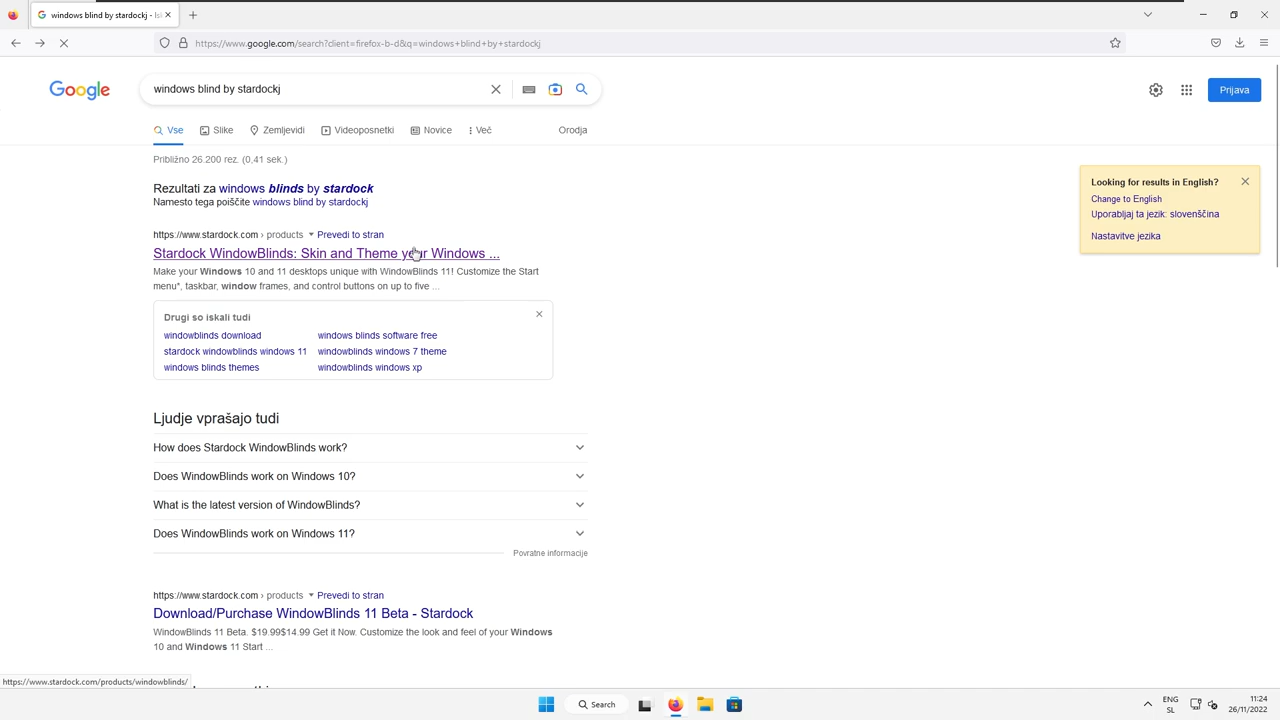 windows blind by stardockj - Isk
https://www.google.com/search?client=firefox-b-d&q=windows+blind+by+stardockj
Google
windows blind by stardockj
Prijava
Vse Slike Zemljevidi Videoposnetki Novice Več Orodja
Približno 26.200 rez. (0,41 sek.)
Looking for results in English?
Change to English
Uporabljaj ta jezik: slovenščina
Nastavitve jezika
Rezultati za windows blinds by stardock
Namesto tega poiščite windows blind by stardockj
https://www.stardock.com › products Prevedi to stran
Stardock WindowBlinds: Skin and Theme your Windows ...
Make your Windows 10 and 11 desktops unique with WindowBlinds 11! Customize the Start
menu*, taskbar, window frames, and control buttons on up to five ...
Drugi so iskali tudi
windowblinds download windows blinds software free
stardock windowblinds windows 11 windowblinds windows 7 theme
windows blinds themes windowblinds windows xp
Ljudje vprašajo tudi
How does Stardock WindowBlinds work?
Does WindowBlinds work on Windows 10?
What is the latest version of WindowBlinds?
Does WindowBlinds work on Windows 11?
Povratne informacije
https://www.stardock.com › products Prevedi to stran
Download/Purchase WindowBlinds 11 Beta - Stardock
WindowBlinds 11 Beta. $19.99$14.99 Get it Now. Customize the look and feel of your Windows
10 and Windows 11 Start ...
https://www.stardock.com/products/windowblinds/
Search
ENG
SL
11:24
26/11/2022